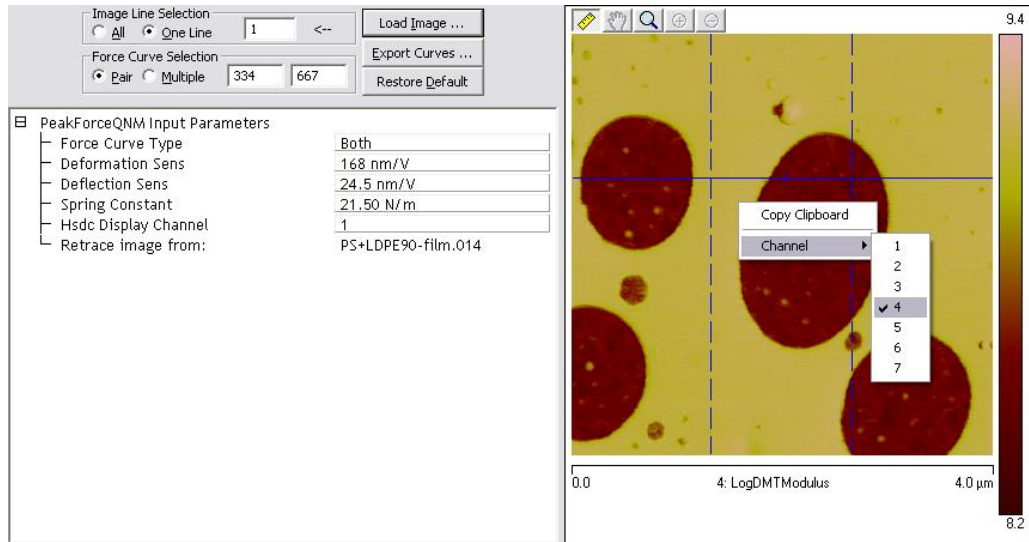 Image Line Selection
All One Line 1 <--
Load Image ...
Force Curve Selection
Pair Multiple 334 667
Export Curves ...
Restore Default
PeakForceQNM Input Parameters
Force Curve Type Both
Deformation Sens 168 nm/V
Deflection Sens 24.5 nm/V
Spring Constant 21.50 N/m
Hsdc Display Channel 1
Retrace image from: PS+LDPE90-film.014
9.4
Copy Clipboard
Channel
1
2
3
4
5
6
7
0.0 4: LogDMTModulus 4.0 µm
8.2